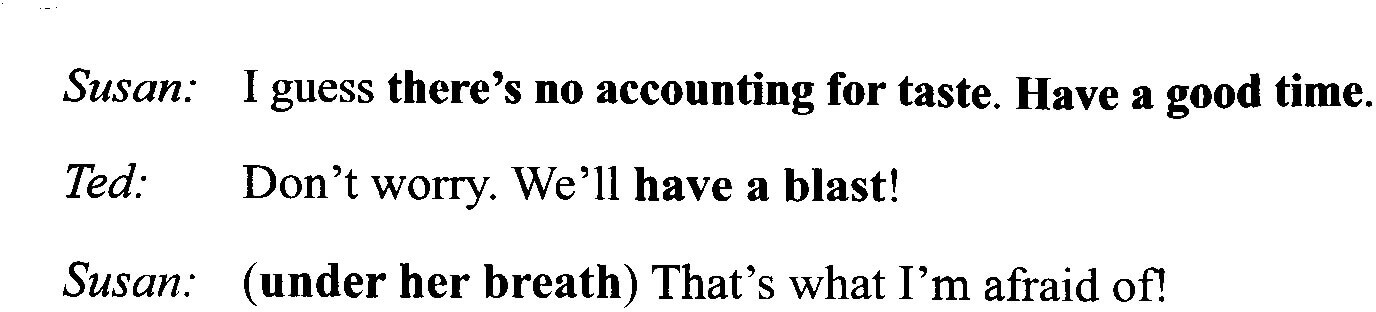 Susan: I guess there's no accounting for taste. Have a good time.
Ted: Don't worry. We'll have a blast!
Susan: (under her breath) That's what I'm afraid of!